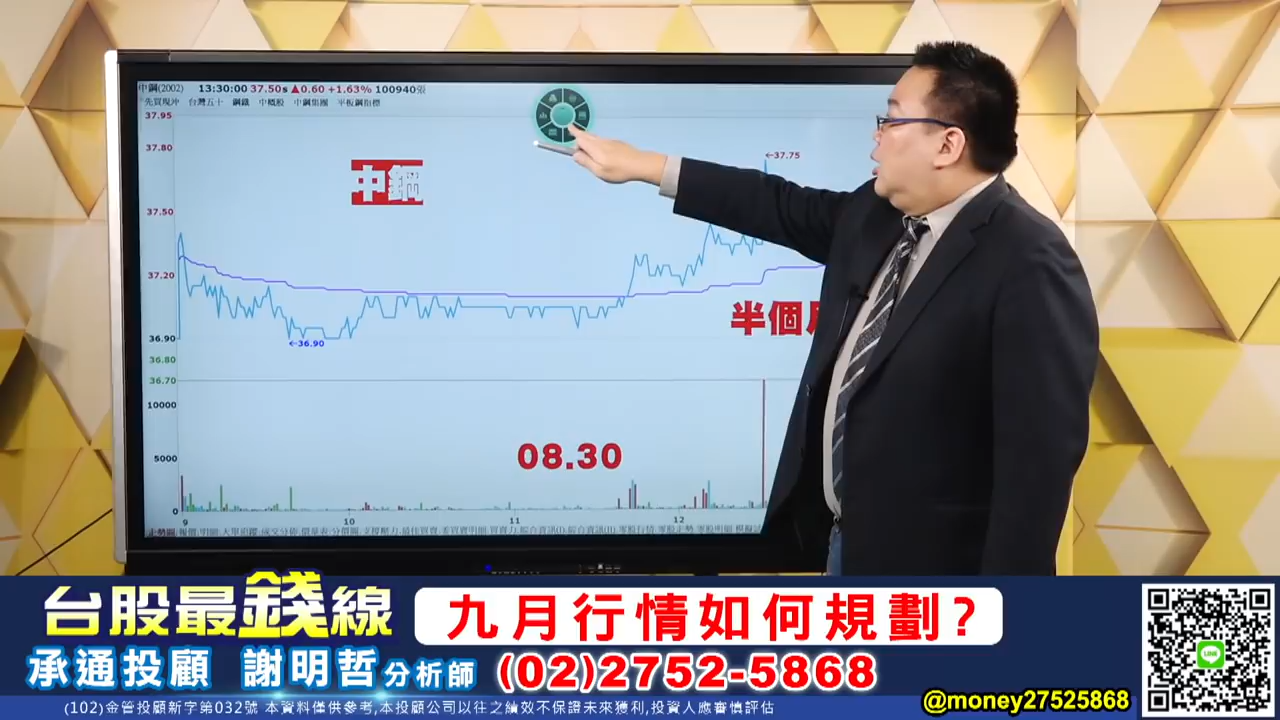 中鋼(2002) 13:30:00 37.50s ▲0.60 +1.63% 100940張
先買現沖 台灣五十 鋼鐵 中概股 中鋼集團 平板鋼指標
37.95
37.80
←37.75
中鋼
37.50
37.20
半個月
36.90
←36.90
36.80
36.70
10000
5000
08.30
0
9 10 11 12
台股最錢線
九月行情如何規劃?
承通投顧 謝明哲分析師 (02)2752-5868
(102)金管投顧新字第032號 本資料僅供參考,本投顧公司以往之績效不保證未來獲利,投資人應審慎評估
@money27525868
LINE